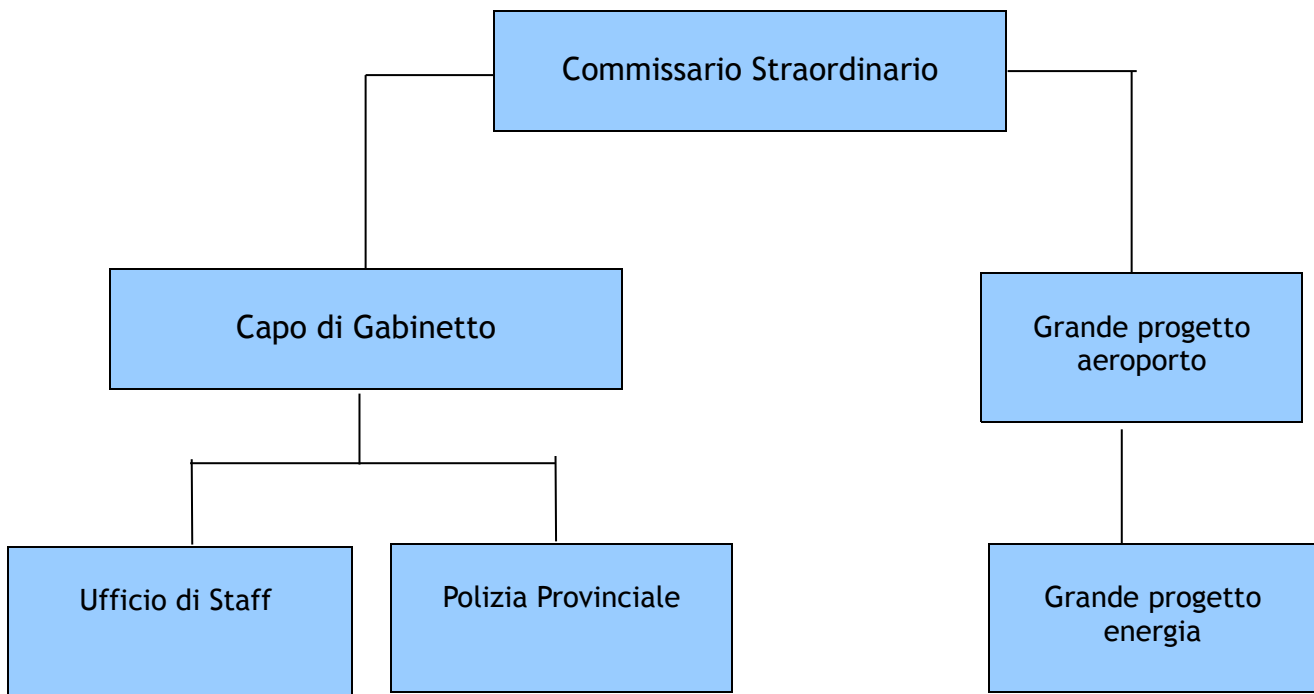 Commissario Straordinario
Capo di Gabinetto
Grande progetto
aeroporto
Ufficio di Staff
Polizia Provinciale
Grande progetto
energia